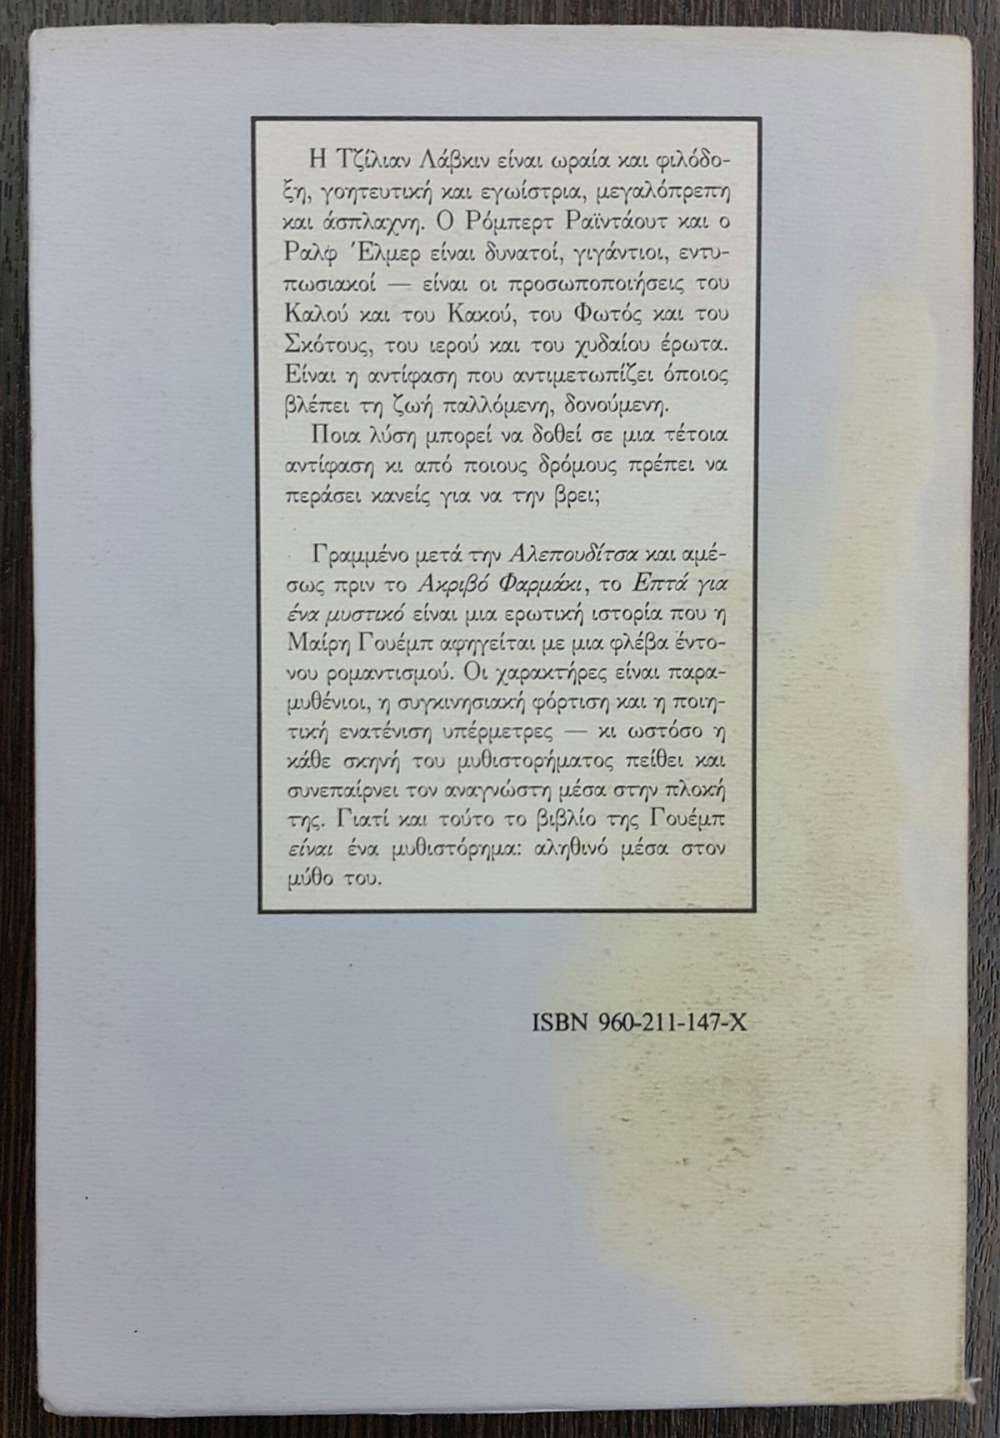 Η Τζίλιαν Λάβκιν είναι ωραία και φιλόδο-
ξη, γοητευτική και εγωίστρια, μεγαλόπρεπη
και άσπλαχνη. Ο Ρόμπερτ Ραϊντάουτ και ο
Ραλφ Έλμερ είναι δυνατοί, γιγάντιοι, εντυ-
πωσιακοί — είναι οι προσωποποιήσεις του
Καλού και του Κακού, του Φωτός και του
Σκότους, του ιερού και του χυδαίου έρωτα.
Είναι η αντίφαση που αντιμετωπίζει όποιος
βλέπει τη ζωή παλλόμενη, δονούμενη.
Ποια λύση μπορεί να δοθεί σε μια τέτοια
αντίφαση κι από ποιους δρόμους πρέπει να
περάσει κανείς για να την βρει;
Γραμμένο μετά την Αλεπουδίτσα και αμέ-
σως πριν το Ακριβό Φαρμάκι, το Επτά για
ένα μυστικό είναι μια ερωτική ιστορία που η
Μαίρη Γουέμπ αφηγείται με μια φλέβα έντο-
νου ρομαντισμού. Οι χαρακτήρες είναι παρα-
μυθένιοι, η συγκινησιακή φόρτιση και η ποιη-
τική ενατένιση υπέρμετρες — κι ωστόσο η
κάθε σκηνή του μυθιστορήματος πείθει και
συνεπαίρνει τον αναγνώστη μέσα στην πλοκή
της. Γιατί και τούτο το βιβλίο της Γουέμπ
είναι ένα μυθιστόρημα: αληθινό μέσα στον
μύθο του.
ISBN 960-211-147-X